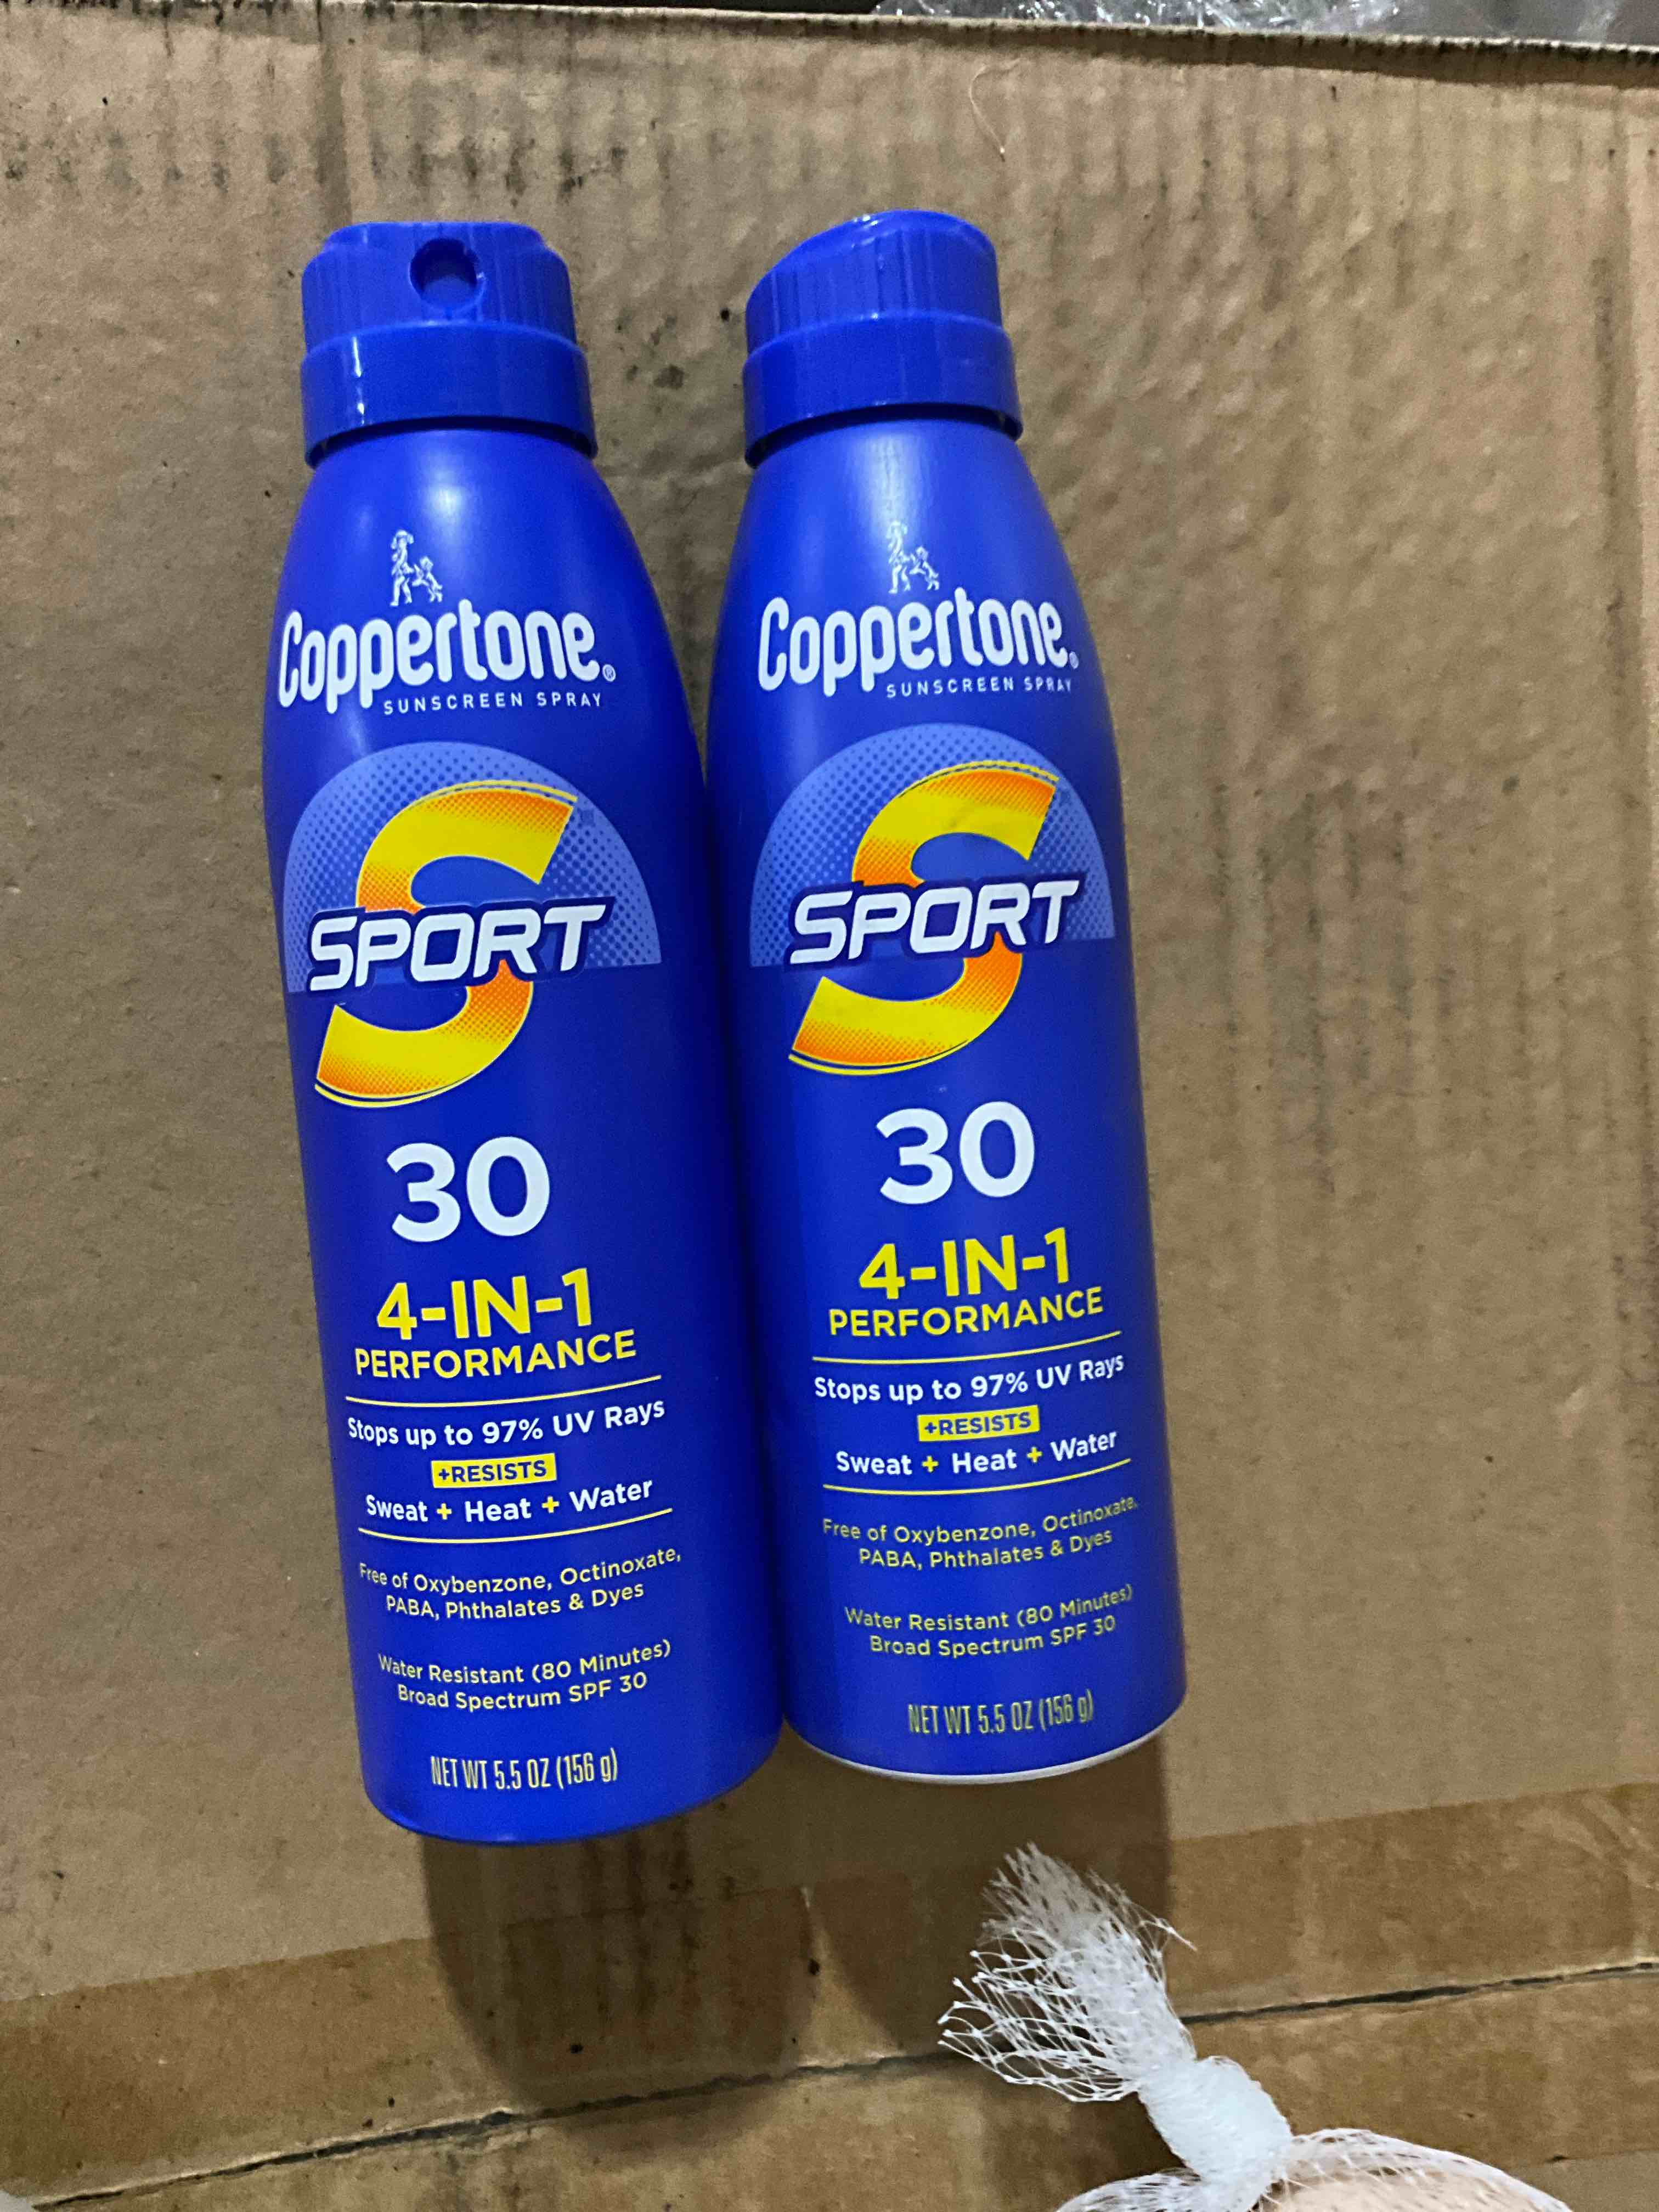 Coppertone®
SUNSCREEN SPRAY
SPORT
30
4-IN-1
PERFORMANCE
Stops up to 97% UV Rays
+RESISTS
Sweat + Heat + Water
Free of Oxybenzone, Octinoxate,
PABA, Phthalates & Dyes
Water Resistant (80 Minutes)
Broad Spectrum SPF 30
NET WT 5.5 OZ (156 g)
Coppertone®
SUNSCREEN SPRAY
SPORT
30
4-IN-1
PERFORMANCE
Stops up to 97% UV Rays
+RESISTS
Sweat + Heat + Water
Free of Oxybenzone, Octinoxate,
PABA, Phthalates & Dyes
Water Resistant (80 Minutes)
Broad Spectrum SPF 30
NET WT 5.5 OZ (156 g)